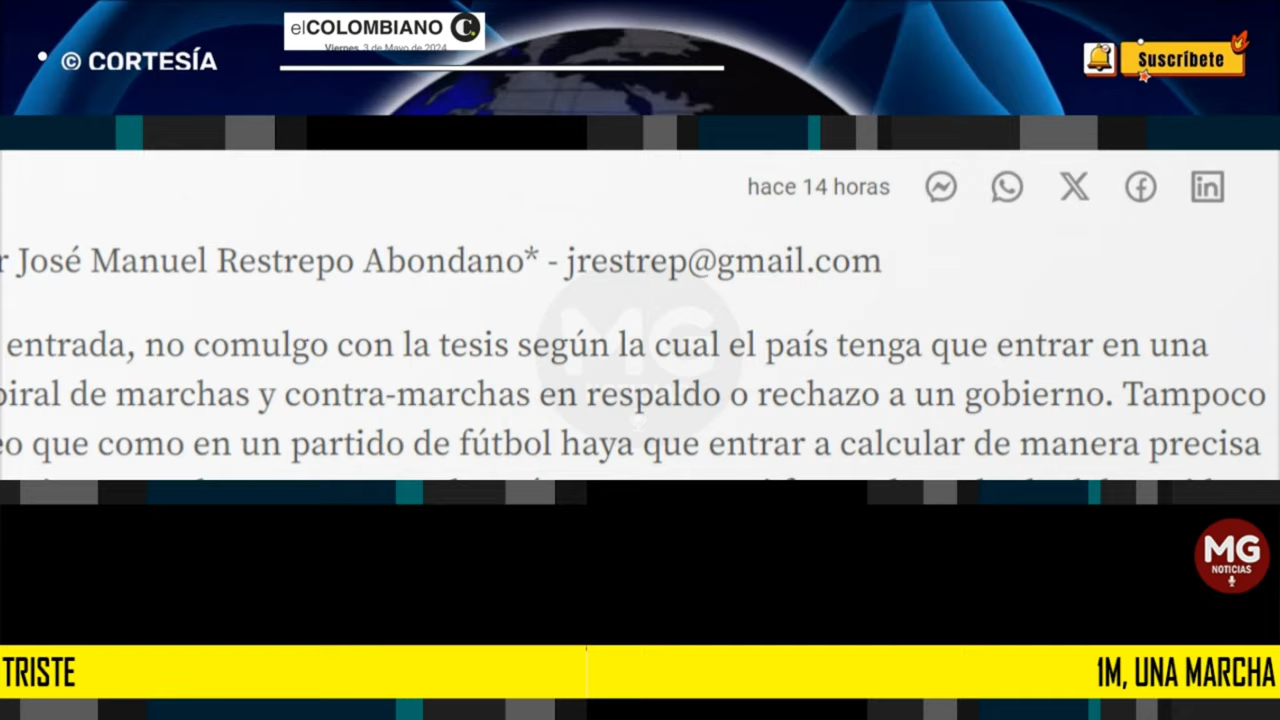 elCOLOMBIANO
Viernes, 3 de Mayo de 2024
© CORTESÍA
Suscríbete
hace 14 horas
r José Manuel Restrepo Abondano* - jrestrep@gmail.com
entrada, no comulgo con la tesis según la cual el país tenga que entrar en una
piral de marchas y contra-marchas en respaldo o rechazo a un gobierno. Tampoco
eo que como en un partido de fútbol haya que entrar a calcular de manera precisa
MG
NOTICIAS
TRISTE
1M, UNA MARCHA